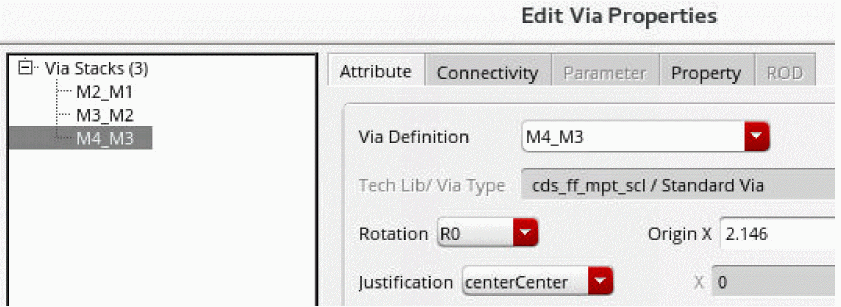 Edit Via Properties
Via Stacks (3)
M2_M1
M3_M2
M4_M3
Attribute Connectivity Parameter Property ROD
Via Definition M4_M3
Tech Lib/ Via Type cds_ff_mpt_scl / Standard Via
Rotation R0 Origin X 2.146
Justification centerCenter X 0